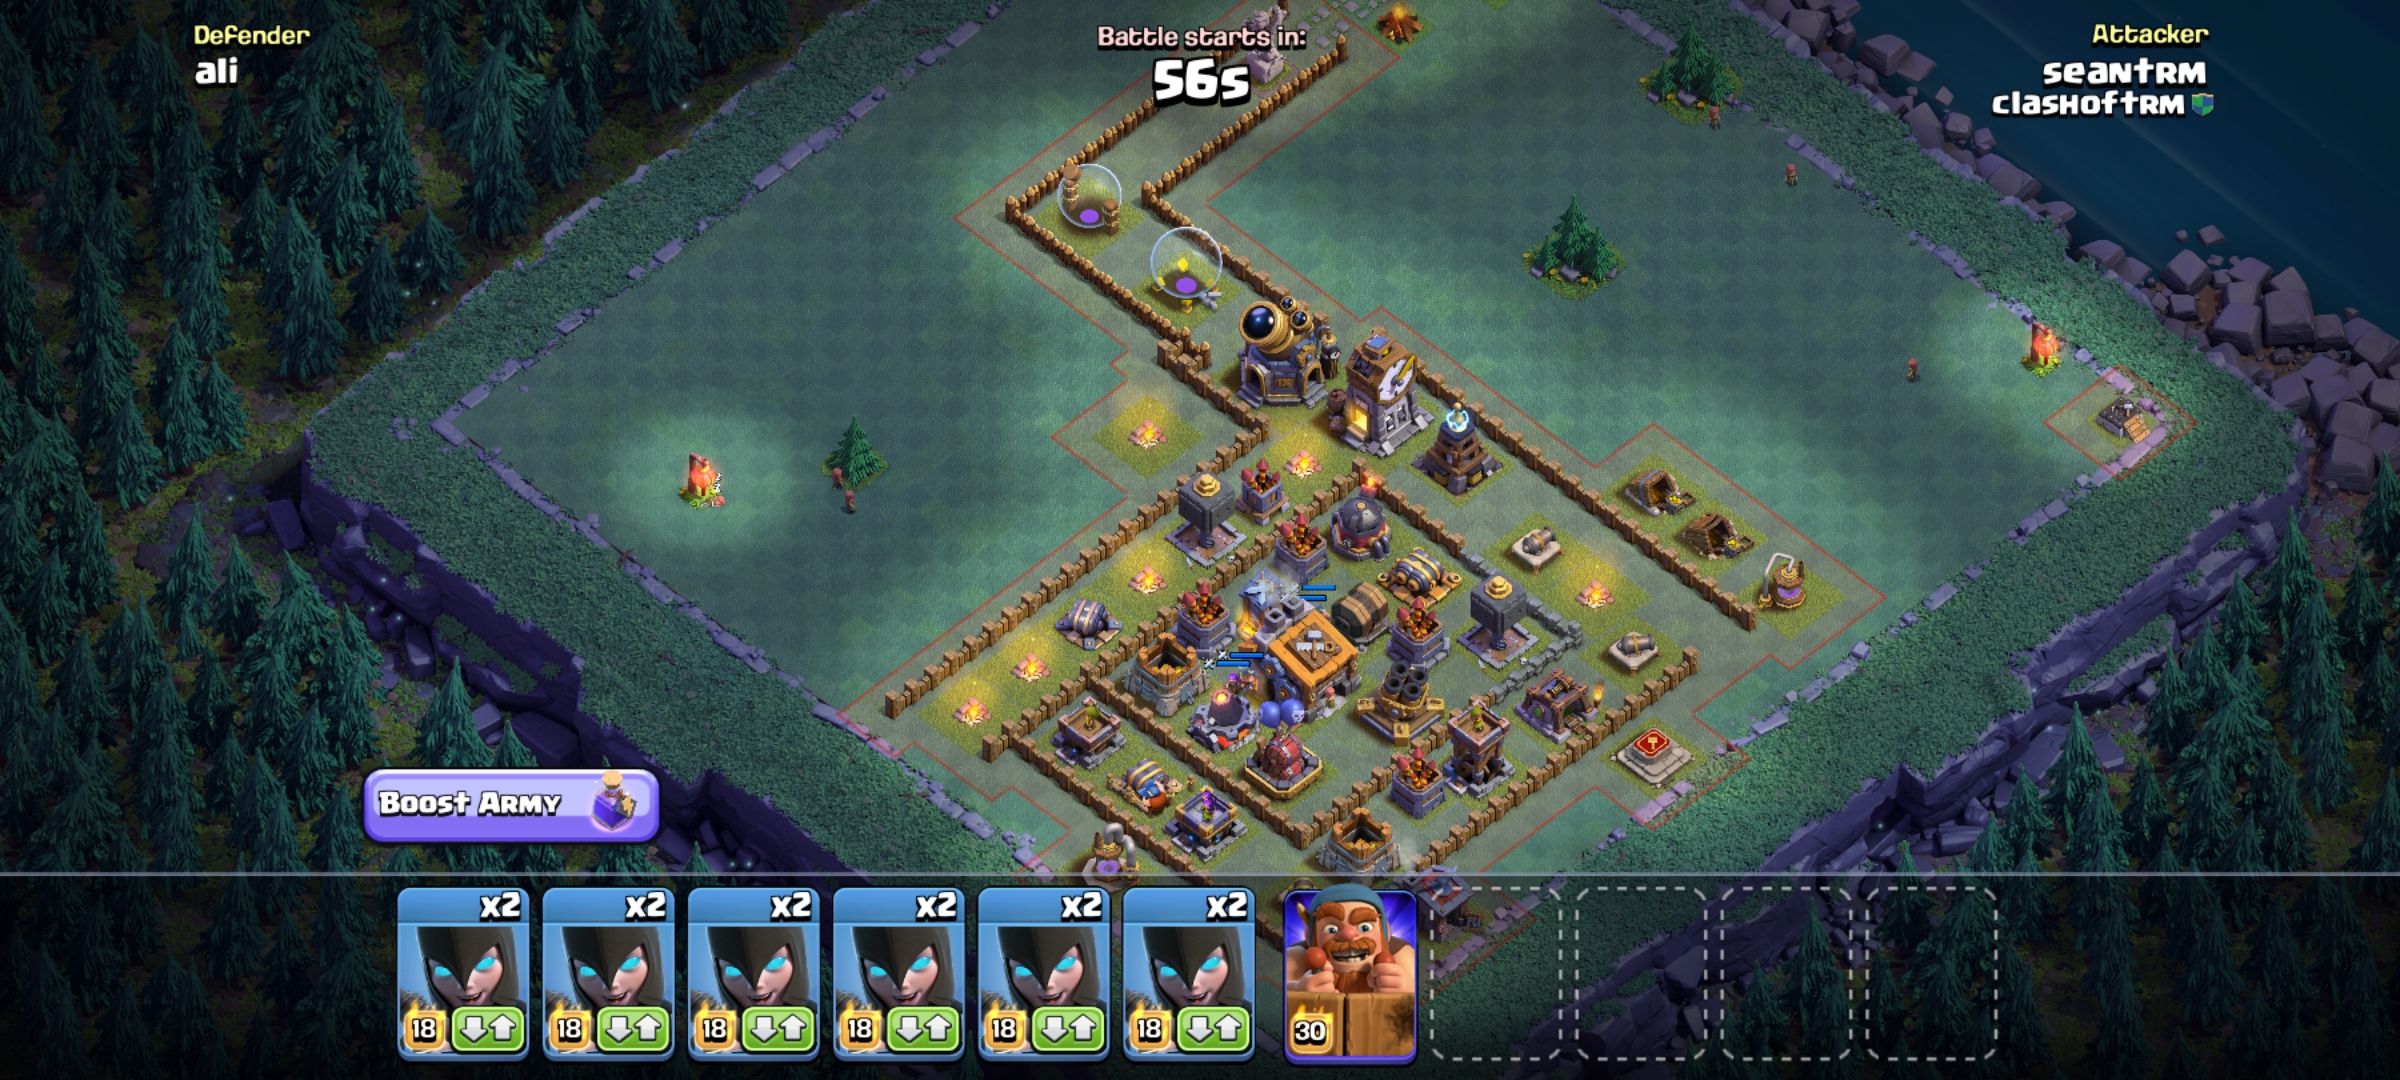 Defender
ali
Battle starts in:
56s
Attacker
seantRM
clashoftRM
Boost Army
x2
x2
x2
x2
x2
x2
18
18
18
18
18
18
30